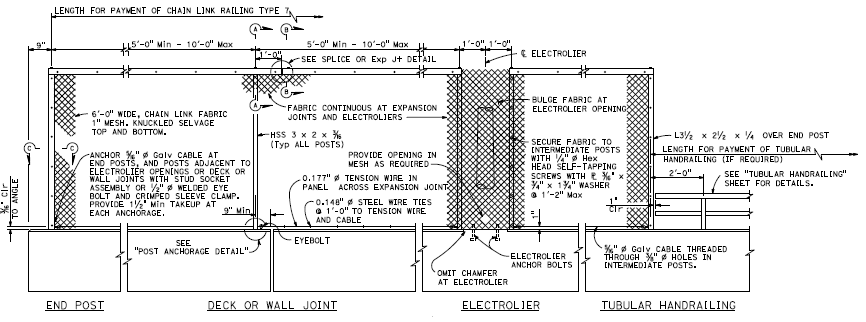 LENGTH FOR PAYMENT OF CHAIN LINK RAILING TYPE 7
A
B
9"
5'-0" Min - 10'-0" Max
5'-0" Min - 10'-0" Max
1'-0"
1'-0"
1'-0"
℄ ELECTROLIER
SEE SPLICE OR Exp J+ DETAIL
A
B
FABRIC CONTINUOUS AT EXPANSION
JOINTS AND ELECTROLIERS
BULGE FABRIC AT
ELECTROLIER OPENING
6'-0" WIDE, CHAIN LINK FABRIC
1" MESH. KNUCKLED SELVAGE
TOP AND BOTTOM.
HSS 3 x 2 x 3/16
(Typ ALL POSTS)
L3 1/2 x 2 1/2 x 1/4 OVER END POST
LENGTH FOR PAYMENT OF TUBULAR
HANDRAILING (IF REQUIRED)
C
C
ANCHOR 5/16" Ø Galv CABLE AT
END POSTS, AND POSTS ADJACENT TO
ELECTROLIER OPENINGS OR DECK OR
WALL JOINTS WITH STUD SOCKET
ASSEMBLY OR 1/2" Ø WELDED EYE
BOLT AND CRIMPED SLEEVE CLAMP.
PROVIDE 1 1/2" Min TAKEUP AT
EACH ANCHORAGE.
PROVIDE OPENING IN
MESH AS REQUIRED
SECURE FABRIC TO
INTERMEDIATE POSTS
WITH 1/4" Ø Hex
HEAD SELF-TAPPING
SCREWS WITH ℄ 3/16" x
3/4" x 1 3/4" WASHER
@ 1'-2" Max
2'-0"
SEE "TUBULAR HANDRAILING"
SHEET FOR DETAILS.
0.177" Ø TENSION WIRE IN
PANEL ACROSS EXPANSION JOINT
0.148" Ø STEEL WIRE TIES
@ 1'-0" TO TENSION WIRE
AND CABLE
Clr
TO ANGLE
9" Min
1"
1"
Clr
SEE
"POST ANCHORAGE DETAIL"
EYEBOLT
ELECTROLIER
ANCHOR BOLTS
OMIT CHAMFER
AT ELECTROLIER
5/16" Ø Galv CABLE THREADED
THROUGH 3/8" Ø HOLES IN
INTERMEDIATE POSTS.
END POST
DECK OR WALL JOINT
ELECTROLIER
TUBULAR HANDRAILING